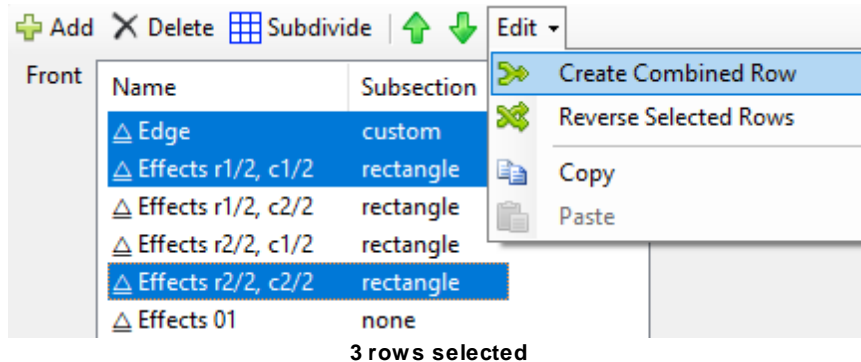 Add Delete Subdivide Edit
Front Name Subsection Create Combined Row
Edge custom Reverse Selected Rows
Effects r1/2, c1/2 rectangle Copy
Effects r1/2, c2/2 rectangle Paste
Effects r2/2, c1/2 rectangle
Effects r2/2, c2/2 rectangle
Effects 01 none
3 rows selected